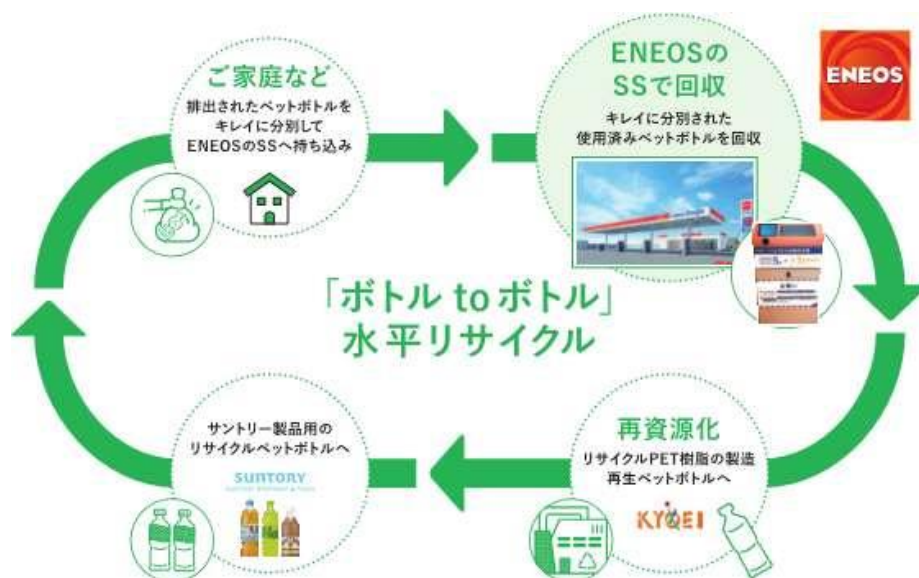 ご家庭など
排出されたペットボトルを
キレイに分別して
ENEOSのSSへ持ち込み
ENEOSの
SSで回収
キレイに分別された
使用済みペットボトルを回収
ENEOS
「ボトル to ボトル」
水平リサイクル
再資源化
リサイクルPET樹脂の製造
再生ペットボトルへ
KYOEI
サントリー製品用の
リサイクルペットボトルへ
SUNTORY